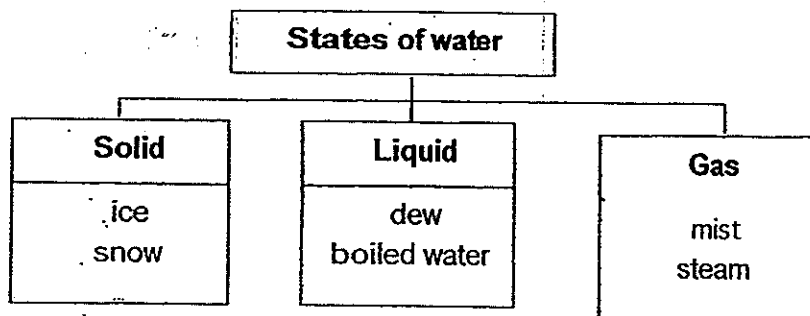 States of water
Solid
ice
snow
Liquid
dew
boiled water
Gas
mist
steam